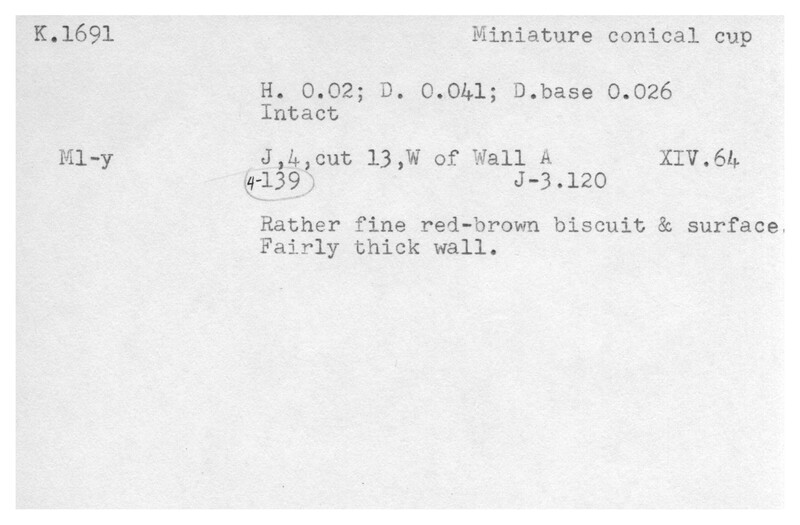 K.1691 Miniature conical cup
H. 0.02; D. 0.041; D.base 0.026
Intact
Ml-y J,4,cut 13,W of Wall A XIV.64
4-139 J-3.120
Rather fine red-brown biscuit & surface.
Fairly thick wall.